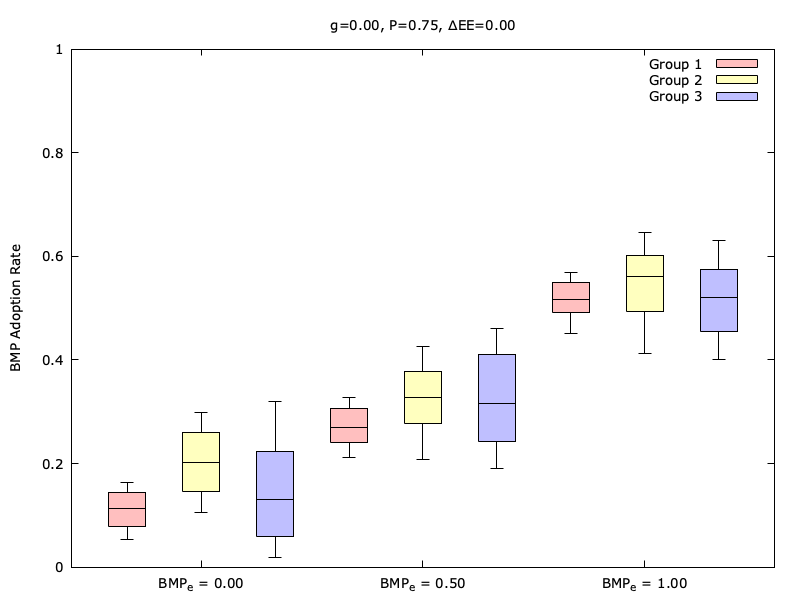 g=0.00, P=0.75, ΔEE=0.00
1
Group 1
Group 2
Group 3
0.8
0.6
BMP Adoption Rate
0.4
0.2
0
BMPe = 0.00 BMPe = 0.50 BMPe = 1.00